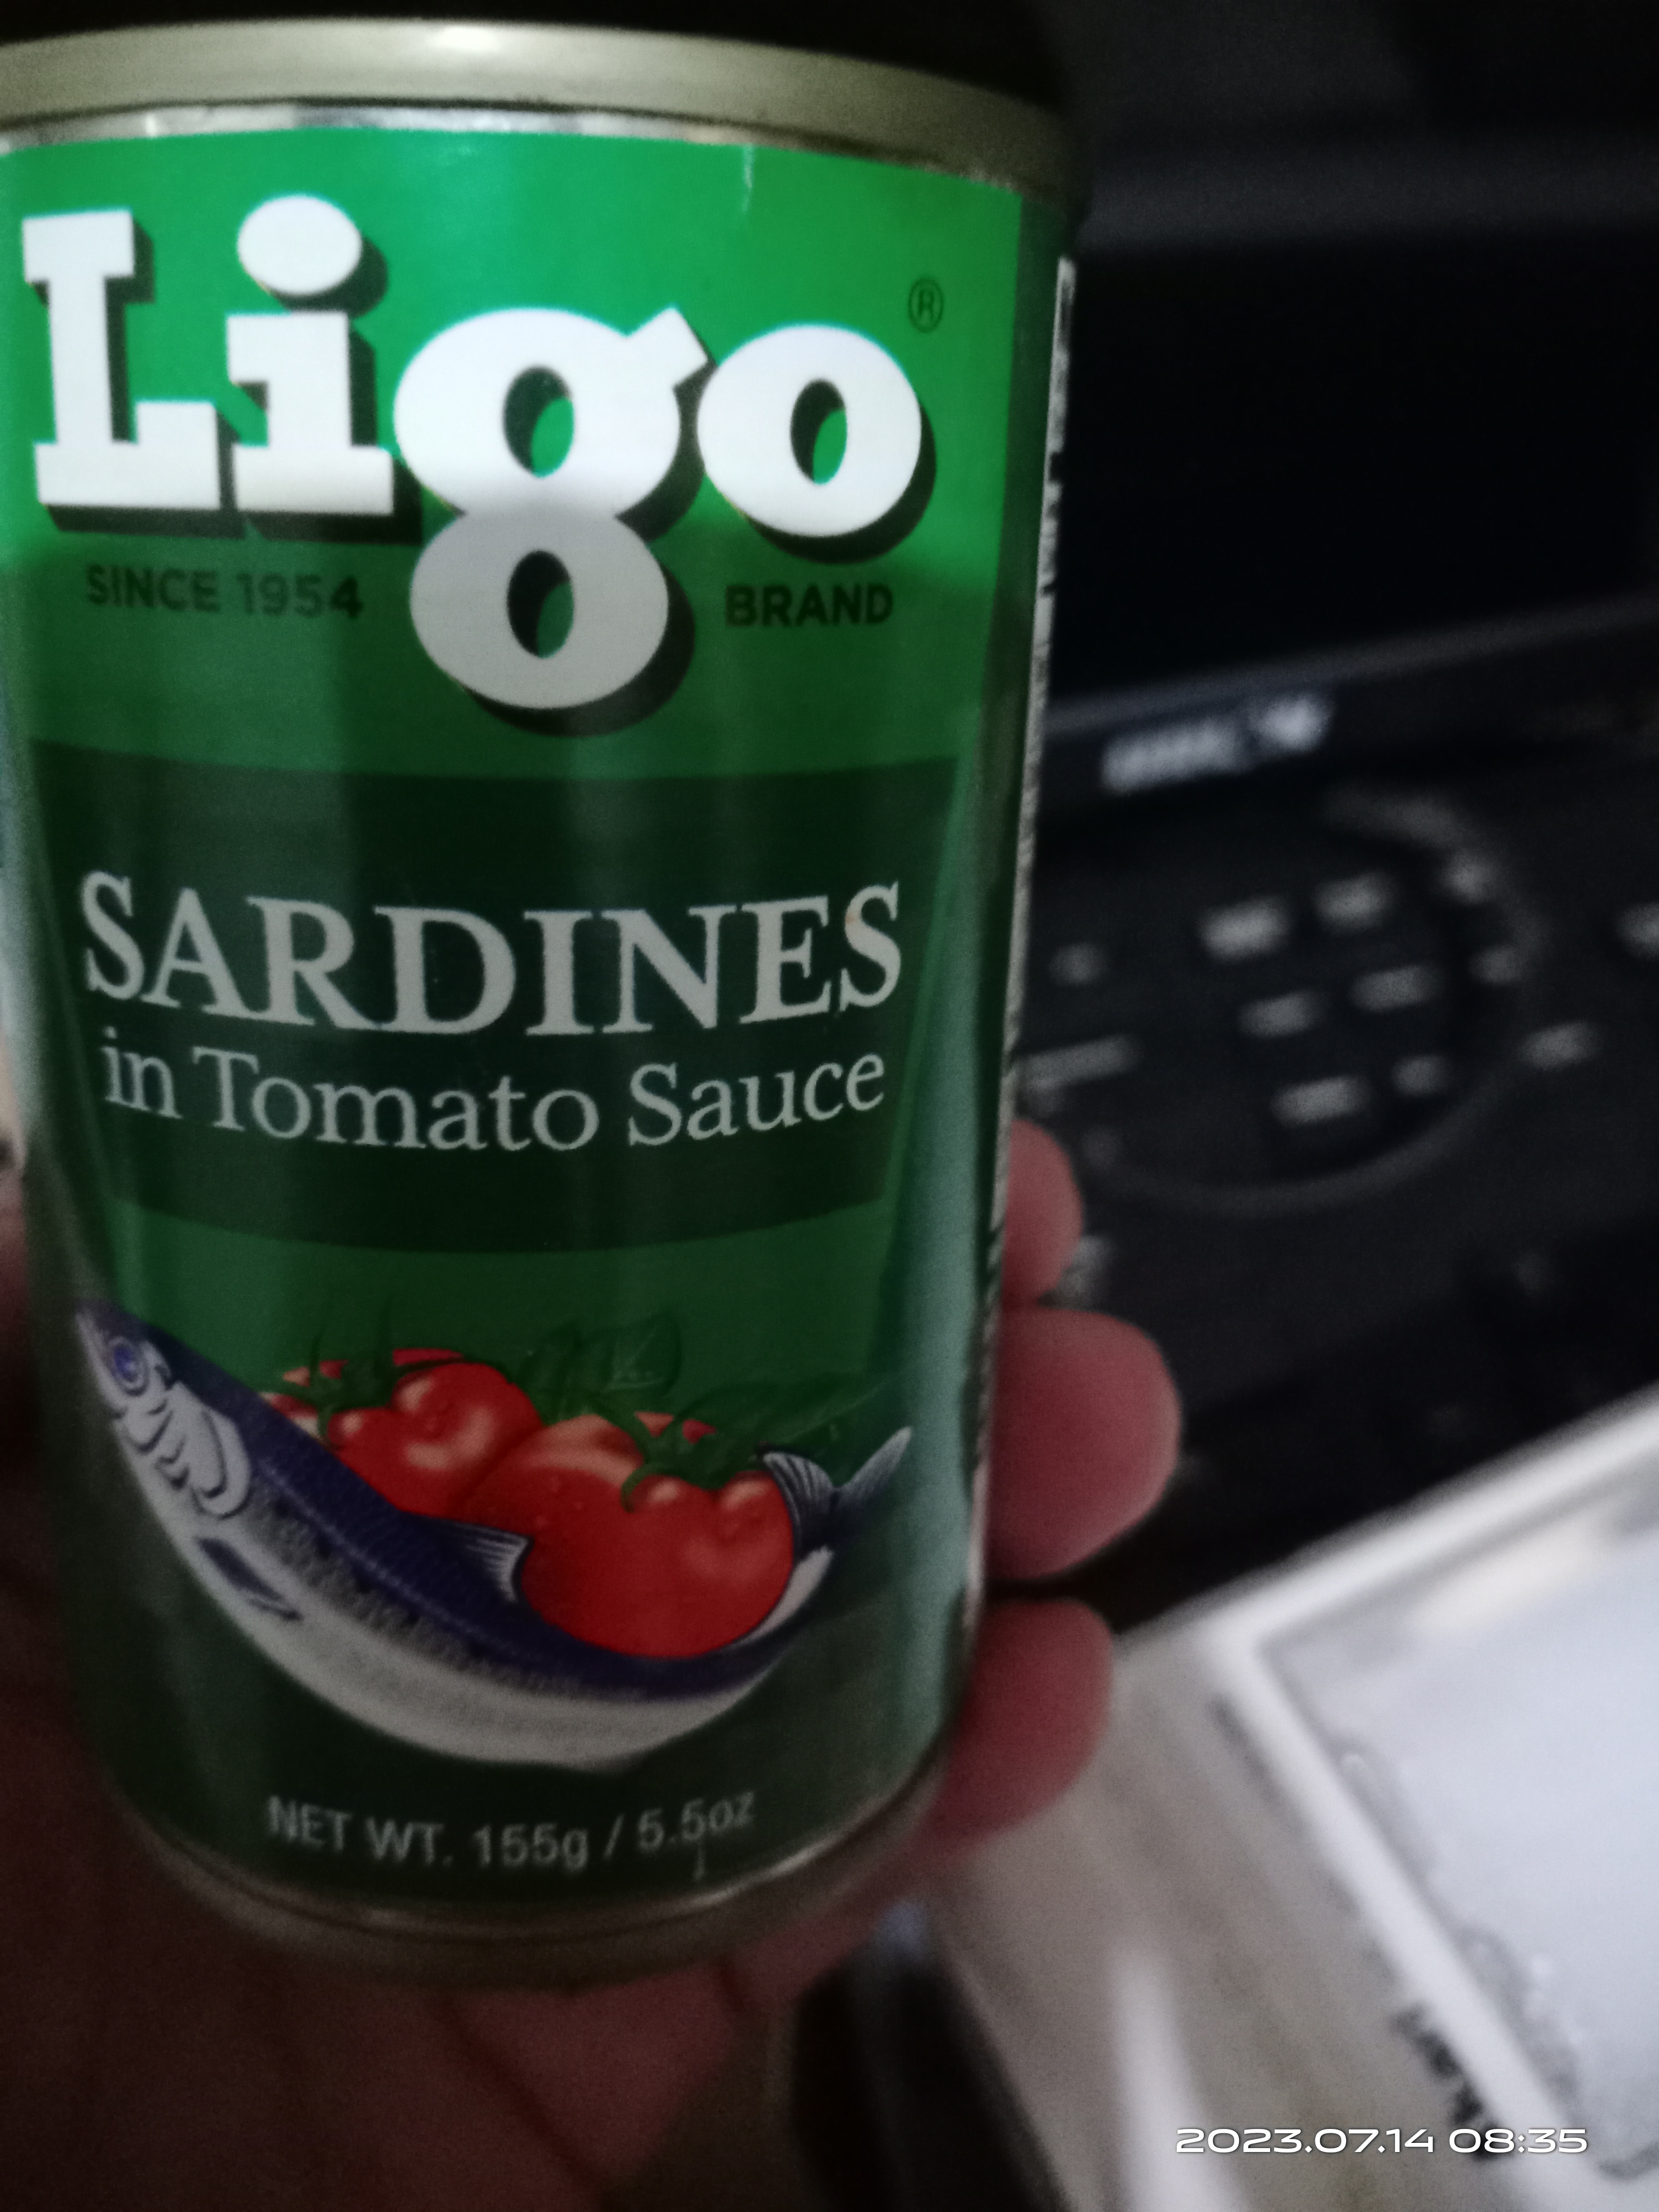 Ligo®
SINCE 1954 BRAND
SARDINES
in Tomato Sauce
NET WT. 155g / 5.5oz
2023.07.14 08:35